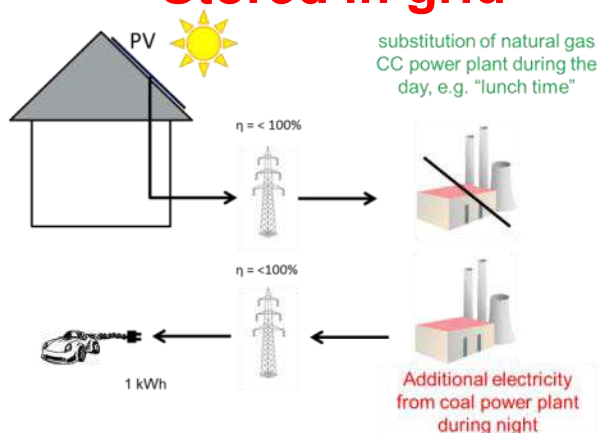 Stored in grid
PV
substitution of natural gas
CC power plant during the
day, e.g. “lunch time”
η = < 100%
η = <100%
1 kWh
Additional electricity
from coal power plant
during night